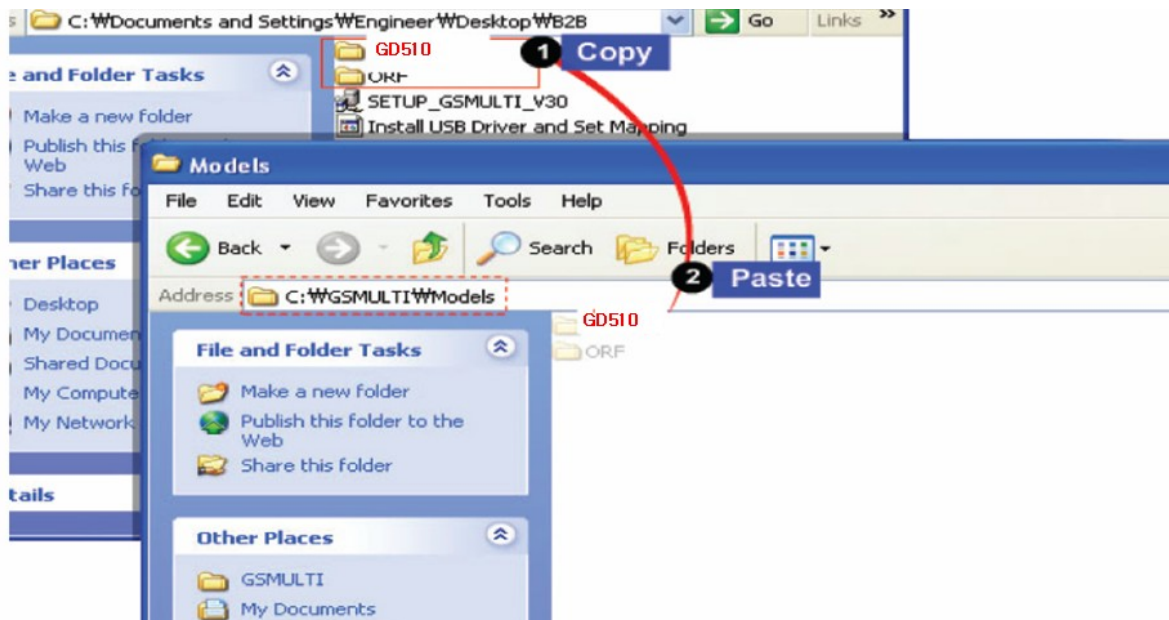 C:₩Documents and Settings₩Engineer₩Desktop₩B2B Go Links »
GD510
1 Copy
ORF
SETUP_GSMULTI_V30
Install USB Driver and Set Mapping
e and Folder Tasks
Make a new folder
Publish this f
Web
Share this fo
her Places
Desktop
My Documen
Shared Docu
My Compute
My Network
tails
Models
File Edit View Favorites Tools Help
Back Search Folders
2 Paste
Address C:₩GSMULTI₩Models
GD510
ORF
File and Folder Tasks
Make a new folder
Publish this folder to the
Web
Share this folder
Other Places
GSMULTI
My Documents